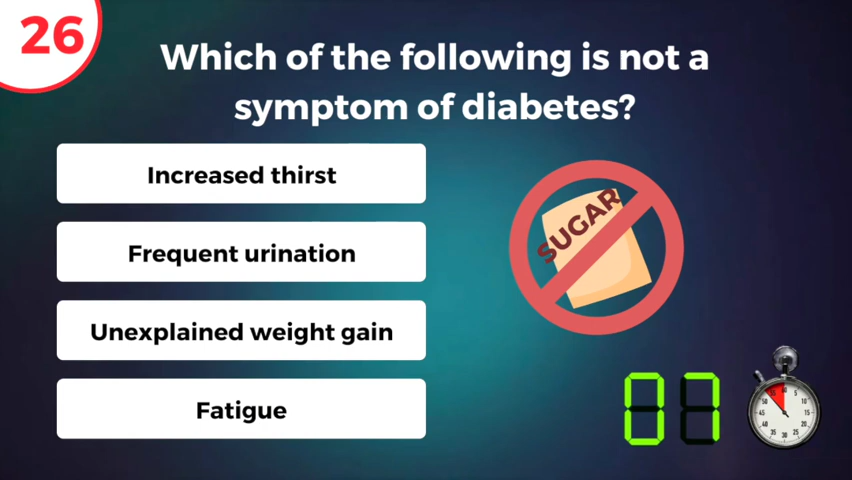 26
Which of the following is not a
symptom of diabetes?
Increased thirst
Frequent urination
Unexplained weight gain
Fatigue
SUGAR
07